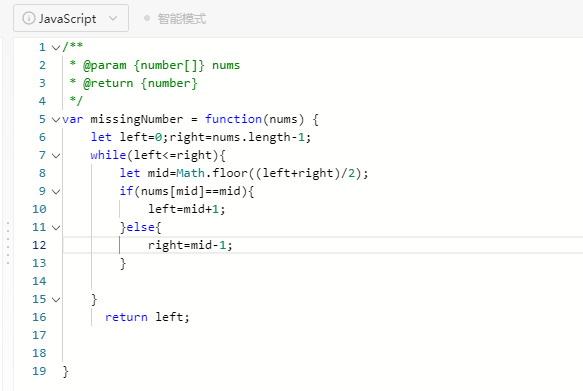 JavaScript 智能模式
1 /**
2 * @param {number[]} nums
3 * @return {number}
4 */
5 var missingNumber = function(nums) {
6 let left=0;right=nums.length-1;
7 while(left<=right){
8 let mid=Math.floor((left+right)/2);
9 if(nums[mid]==mid){
10 left=mid+1;
11 }else{
12 right=mid-1;
13 }
14
15 }
16 return left;
17
18
19 }